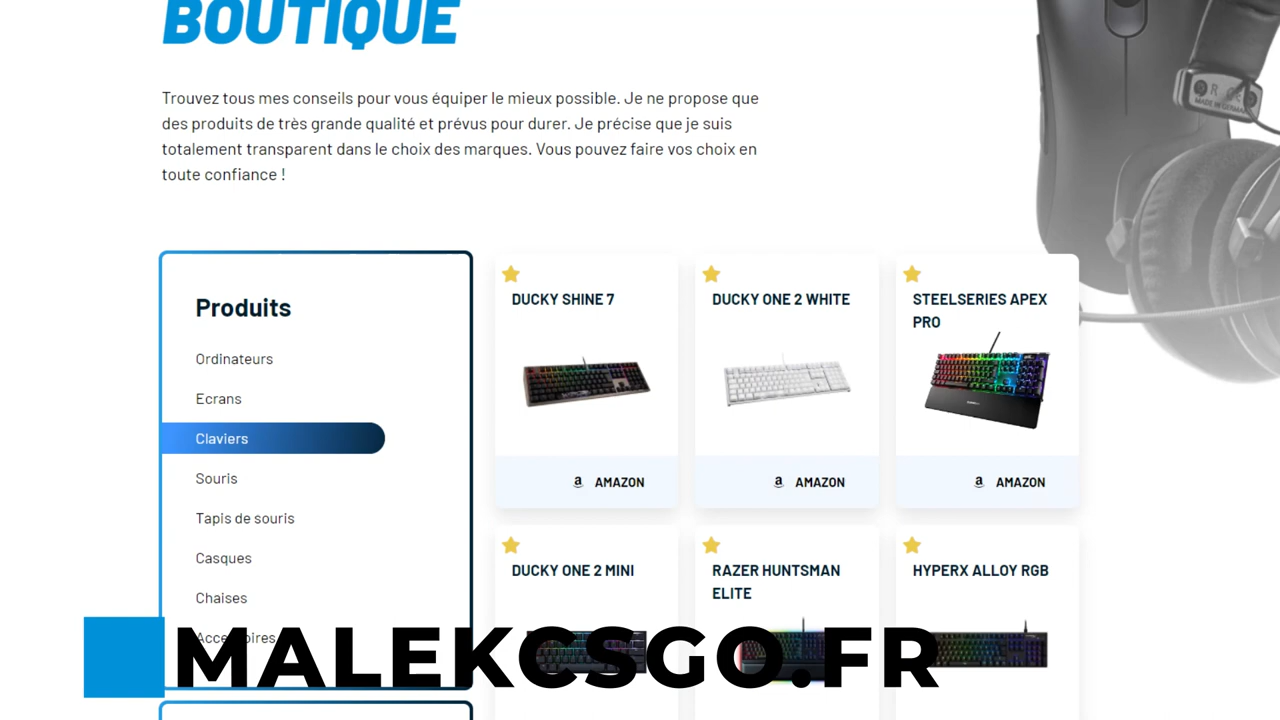 BOUTIQUE
Trouvez tous mes conseils pour vous équiper le mieux possible. Je ne propose que
des produits de très grande qualité et prévus pour durer. Je précise que je suis
totalement transparent dans le choix des marques. Vous pouvez faire vos choix en
toute confiance !
Produits
Ordinateurs
Ecrans
Claviers
Souris
Tapis de souris
Casques
Chaises
Accessoires
DUCKY SHINE 7
AMAZON
DUCKY ONE 2 WHITE
AMAZON
STEELSERIES APEX
PRO
AMAZON
DUCKY ONE 2 MINI
RAZER HUNTSMAN
ELITE
HYPERX ALLOY RGB
MALEKCSGO.FR
MADE IN GERMANY